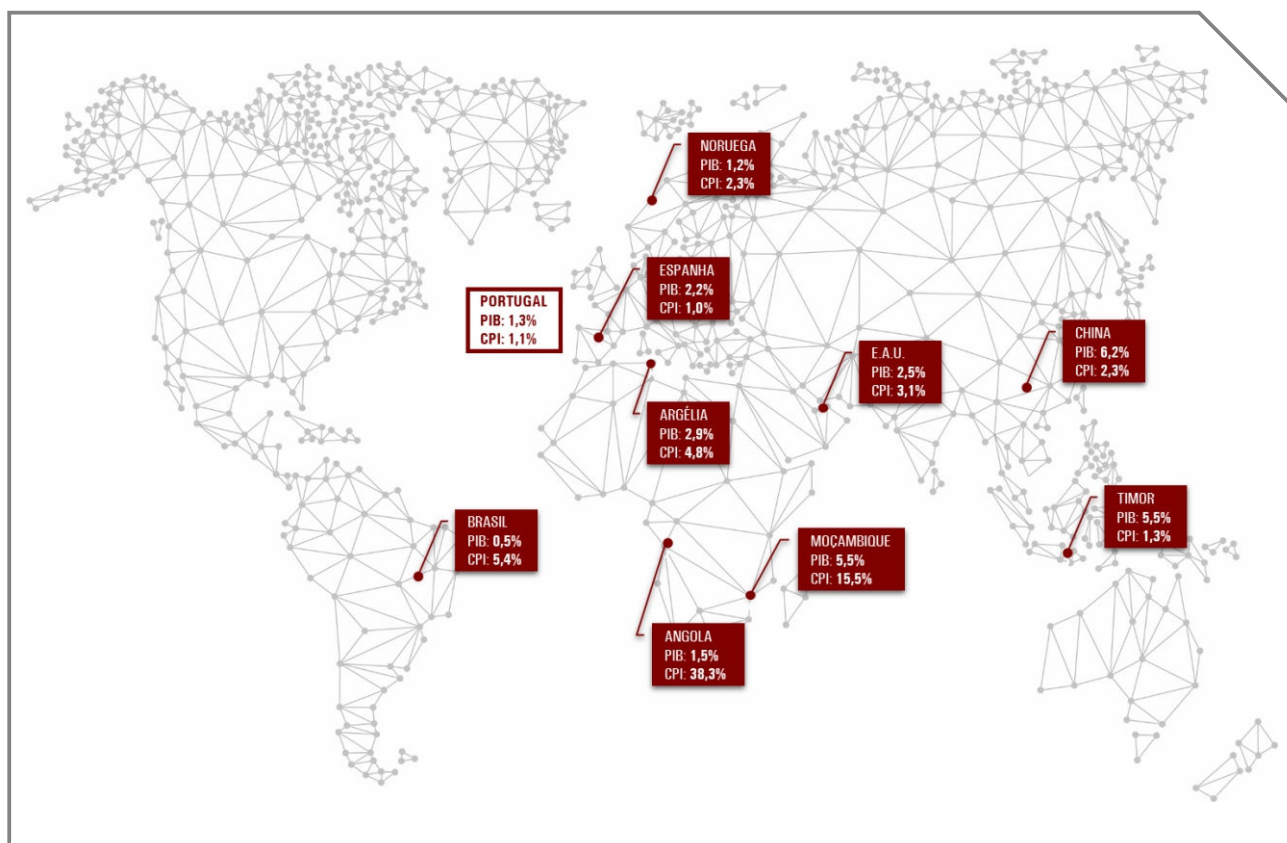 NORUEGA
PIB: 1,2%
CPI: 2,3%
ESPANHA
PIB: 2,2%
CPI: 1,0%
PORTUGAL
PIB: 1,3%
CPI: 1,1%
CHINA
PIB: 6,2%
CPI: 2,3%
E.A.U.
PIB: 2,5%
CPI: 3,1%
ARGÉLIA
PIB: 2,9%
CPI: 4,8%
TIMOR
PIB: 5,5%
CPI: 1,3%
BRASIL
PIB: 0,5%
CPI: 5,4%
MOÇAMBIQUE
PIB: 5,5%
CPI: 15,5%
ANGOLA
PIB: 1,5%
CPI: 38,3%